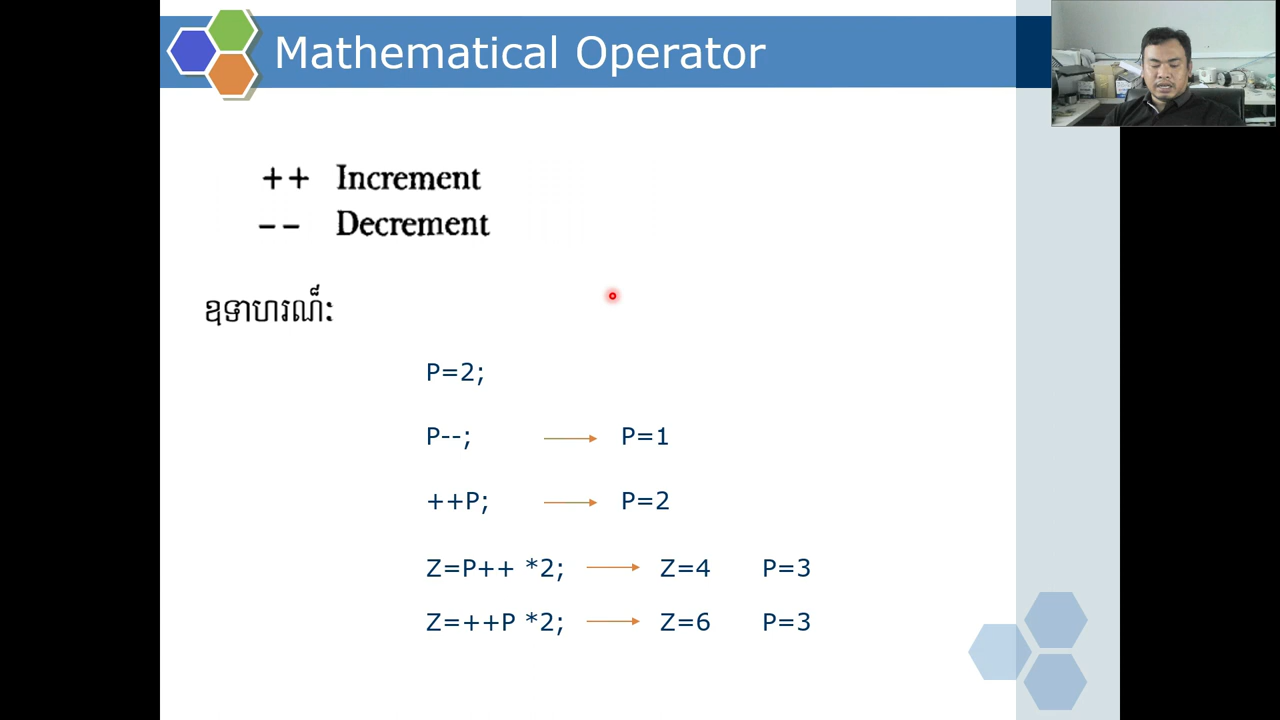 Mathematical Operator
++ Increment
-- Decrement
ឧទាហរណ៏ៈ
P=2;
P--; → P=1
++P; → P=2
Z=P++ *2; → Z=4 P=3
Z=++P *2; → Z=6 P=3